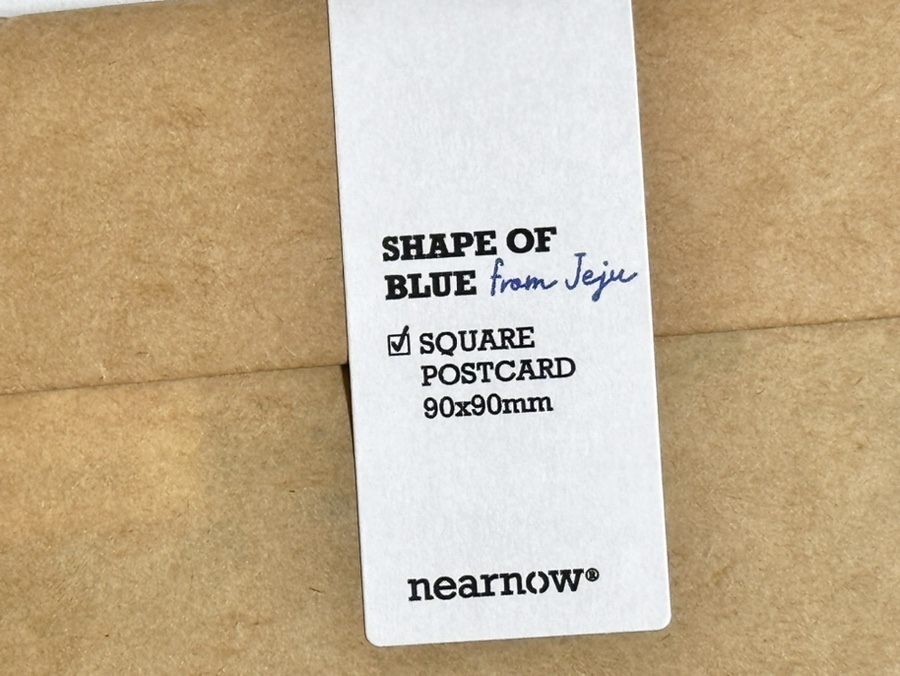 SHAPE OF
BLUE from Jeju
☑ SQUARE
POSTCARD
90x90mm
nearnow®